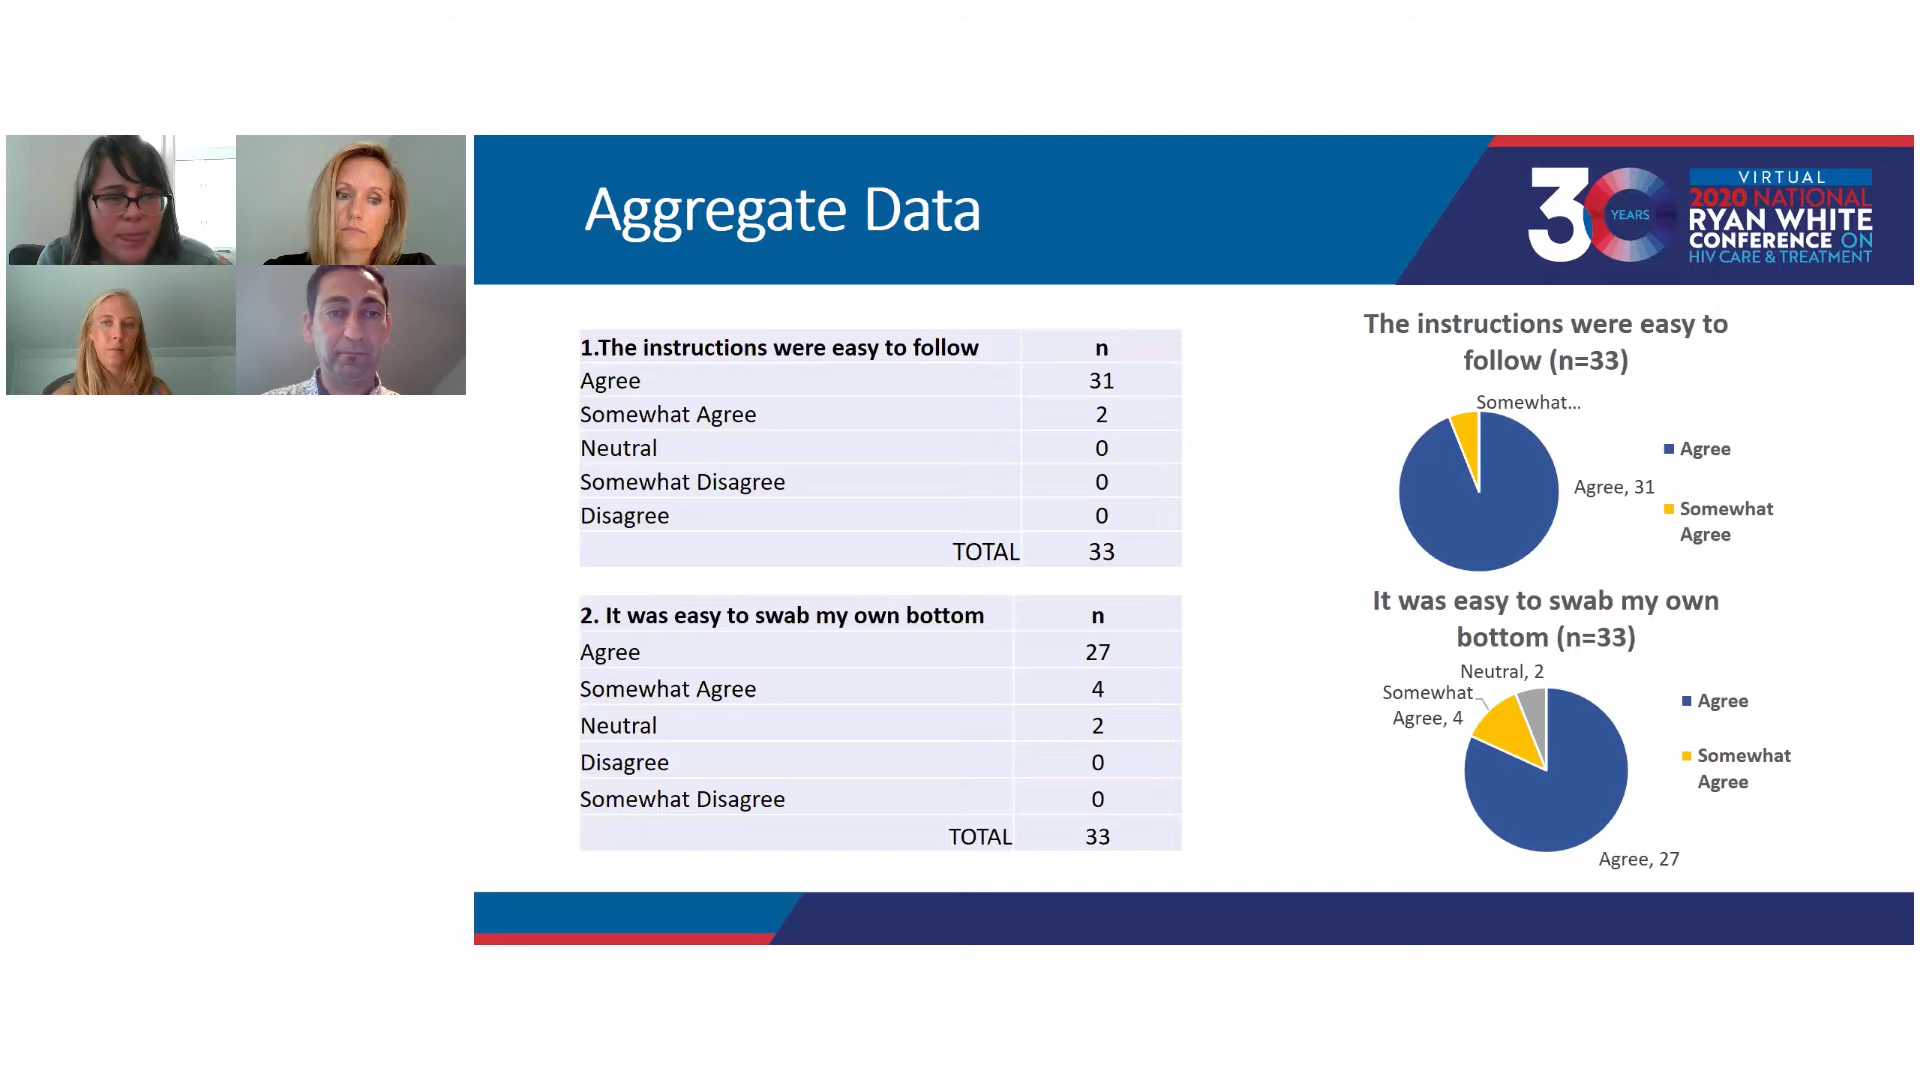 Aggregate Data
30
YEARS
VIRTUAL
2020 NATIONAL
RYAN WHITE
CONFERENCE ON
HIV CARE & TREATMENT
1.The instructions were easy to follow n
Agree 31
Somewhat Agree 2
Neutral 0
Somewhat Disagree 0
Disagree 0
TOTAL 33
2. It was easy to swab my own bottom n
Agree 27
Somewhat Agree 4
Neutral 2
Disagree 0
Somewhat Disagree 0
TOTAL 33
The instructions were easy to
follow (n=33)
Somewhat...
Agree, 31
Agree
Somewhat
Agree
It was easy to swab my own
bottom (n=33)
Neutral, 2
Somewhat
Agree, 4
Agree, 27
Agree
Somewhat
Agree